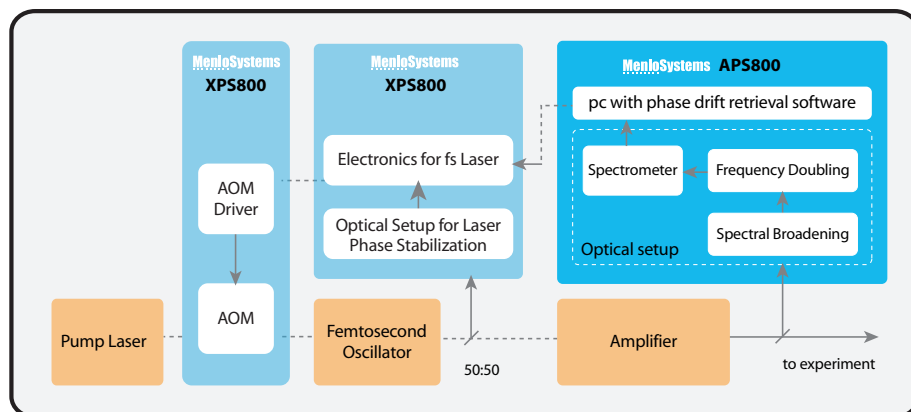 MenloSystems
XPS800
AOM
Driver
AOM
MenloSystems
XPS800
Electronics for fs Laser
Optical Setup for Laser
Phase Stabilization
MenloSystems APS800
pc with phase drift retrieval software
Spectrometer
Frequency Doubling
Spectral Broadening
Optical setup
Pump Laser
Femtosecond
Oscillator
50:50
Amplifier
to experiment